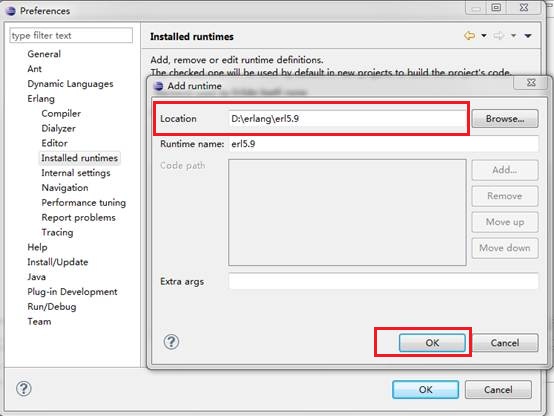 Preferences
type filter text
General
Ant
Dynamic Languages
Erlang
Compiler
Dialyzer
Editor
Installed runtimes
Internal settings
Navigation
Performance tuning
Report problems
Tracing
Help
Install/Update
Java
Plug-in Development
Run/Debug
Team
Installed runtimes
Add, remove or edit runtime definitions.
The checked one will be used by default in new projects to build the project's code.
Add runtime
Location D:\erlang\erl5.9 Browse...
Runtime name: erl5.9
Code path
Add...
Remove
Move up
Move down
Extra args
? OK Cancel
? OK Cancel